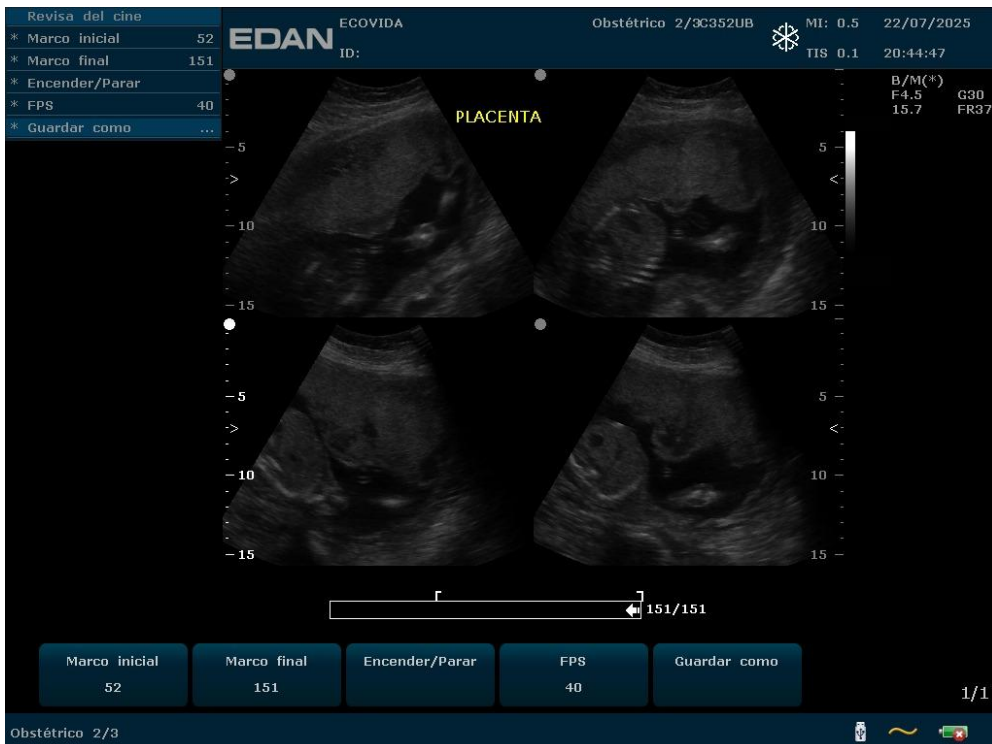 Revisa del cine
* Marco inicial 52
* Marco final 151
* Encender/Parar
* FPS 40
* Guardar como ...
EDAN
ECOVIDA
ID:
Obstétrico 2/3C352UB
MI: 0.5
TIS 0.1
22/07/2025
20:44:47
B/M(*)
F4.5 G30
15.7 FR37
PLACENTA
5
10
15
5
10
15
5
10
15
5
10
15
151/151
Marco inicial
52
Marco final
151
Encender/Parar
FPS
40
Guardar como
1/1
Obstétrico 2/3